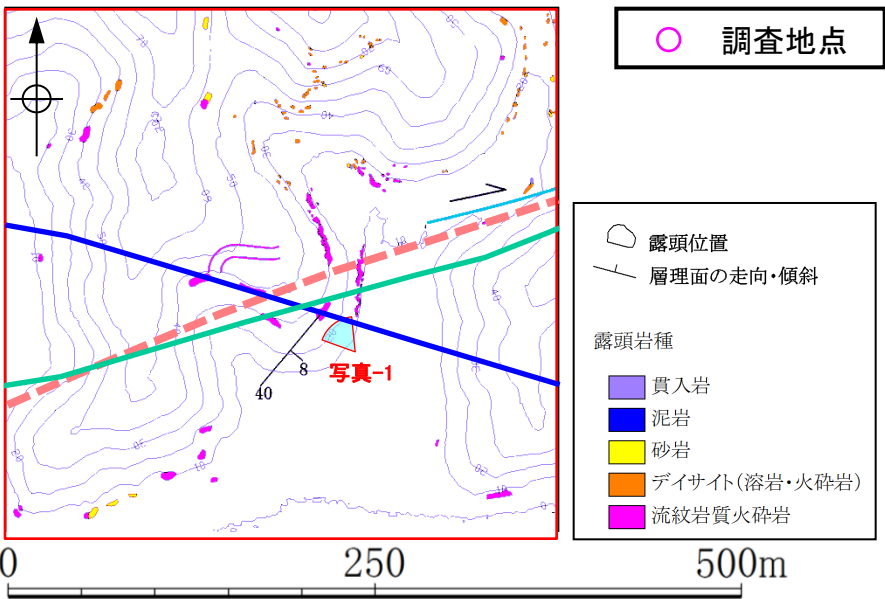 調査地点
露頭位置
層理面の走向・傾斜
露頭岩種
貫入岩
泥岩
砂岩
デイサイト(溶岩・火砕岩)
流紋岩質火砕岩
写真-1
8
40
0
250
500m